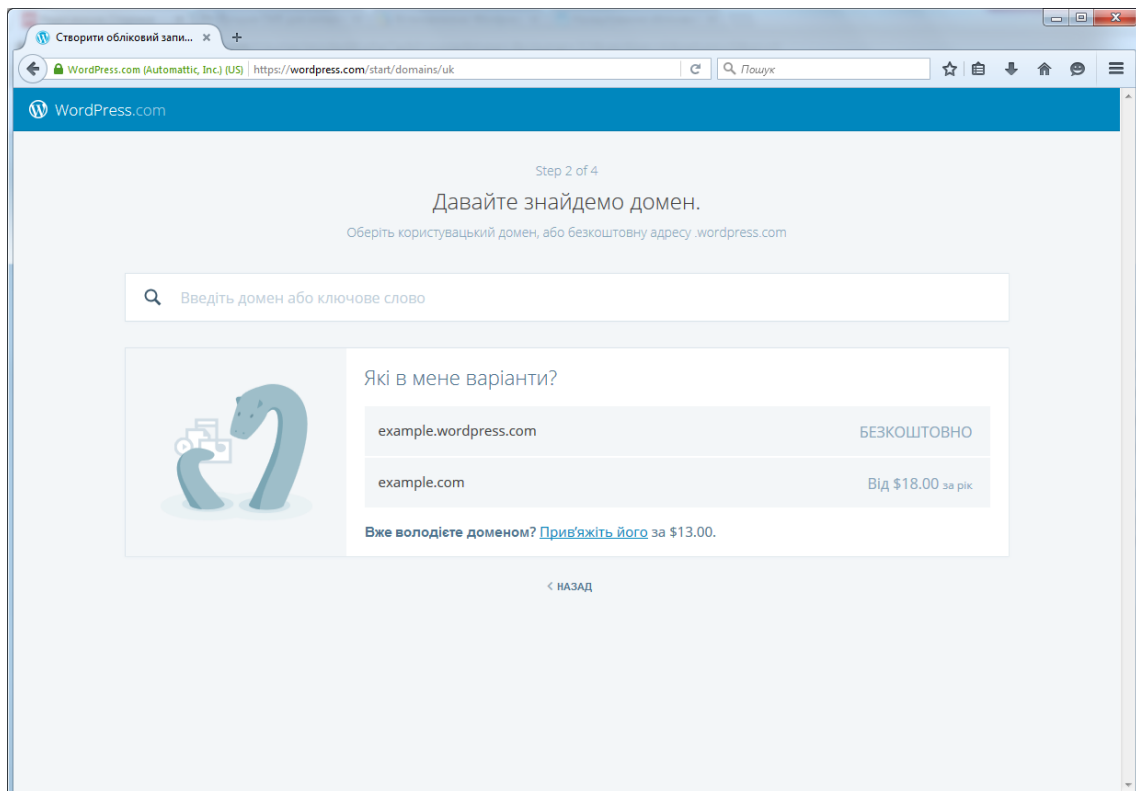 Створити обліковий запи...
WordPress.com (Automattic, Inc.) (US) https://wordpress.com/start/domains/uk
Пошук
WordPress.com
Step 2 of 4
Давайте знайдемо домен.
Оберіть користувацький домен, або безкоштовну адресу .wordpress.com
Введіть домен або ключове слово
Які в мене варіанти?
example.wordpress.com БЕЗКОШТОВНО
example.com Від $18.00 за рік
Вже володієте доменом? Прив'яжіть його за $13.00.
< НАЗАД